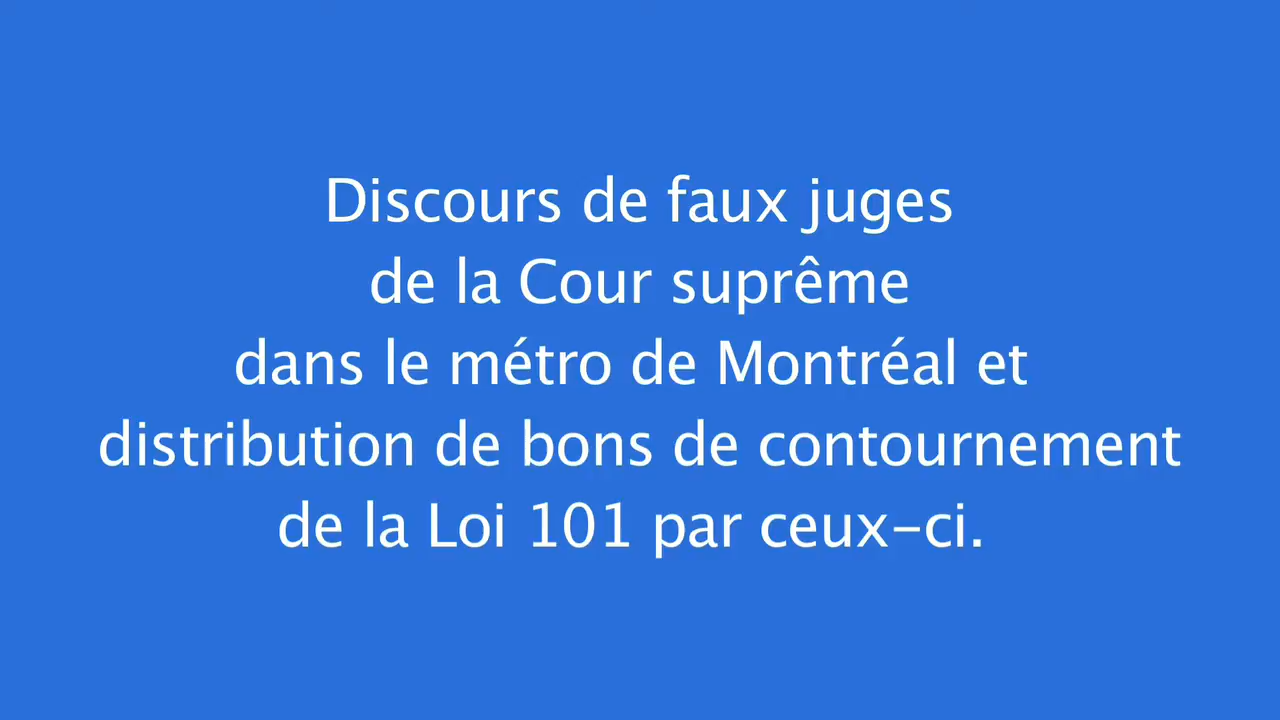 Discours de faux juges
de la Cour suprême
dans le métro de Montréal et
distribution de bons de contournement
de la Loi 101 par ceux-ci.